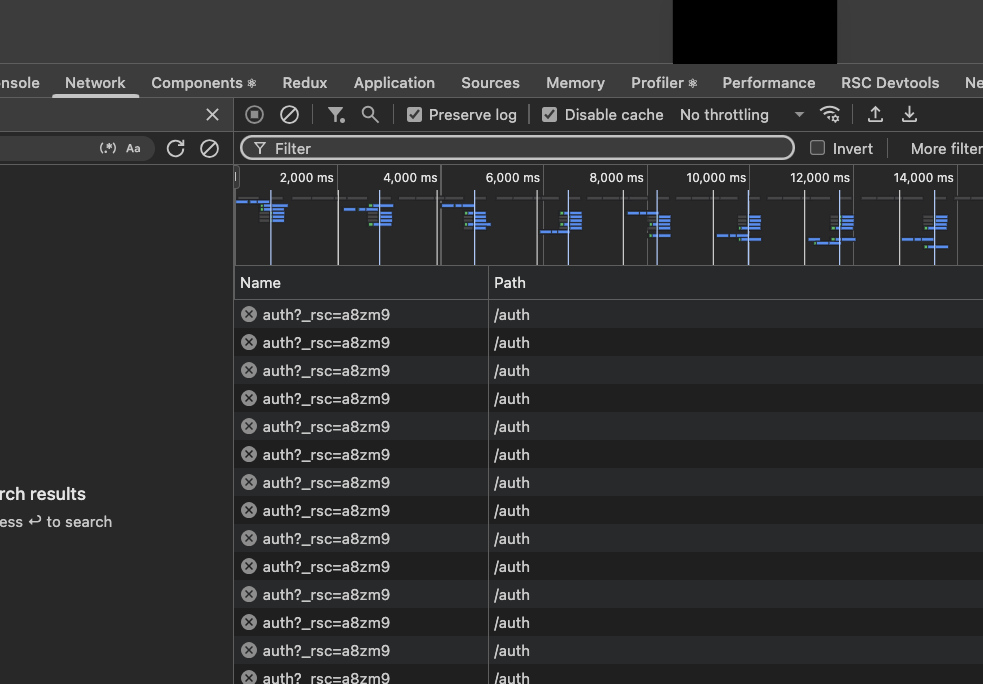 nsole Network Components ⚛ Redux Application Sources Memory Profiler ⚛ Performance RSC Devtools Ne
Preserve log Disable cache No throttling
(.*) Aa Filter Invert More filter
2,000 ms 4,000 ms 6,000 ms 8,000 ms 10,000 ms 12,000 ms 14,000 ms
Name Path
auth?_rsc=a8zm9 /auth
auth?_rsc=a8zm9 /auth
auth?_rsc=a8zm9 /auth
auth?_rsc=a8zm9 /auth
auth?_rsc=a8zm9 /auth
auth?_rsc=a8zm9 /auth
auth?_rsc=a8zm9 /auth
rch results
auth?_rsc=a8zm9 /auth
ess ↩ to search
auth?_rsc=a8zm9 /auth
auth?_rsc=a8zm9 /auth
auth?_rsc=a8zm9 /auth
auth?_rsc=a8zm9 /auth
auth?_rsc=a8zm9 /auth
auth?_rsc=a8zm9 /auth